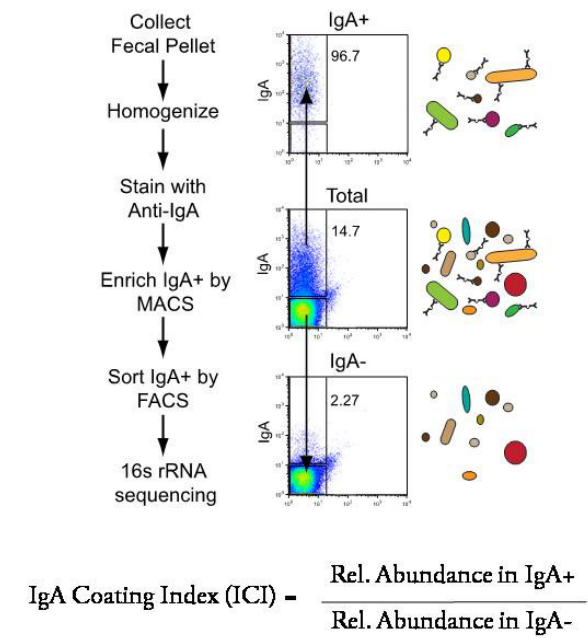 Collect
Fecal Pellet
Homogenize
Stain with
Anti-IgA
Enrich IgA+ by
MACS
Sort IgA+ by
FACS
16s rRNA
sequencing
IgA+
96.7
IgA
Total
14.7
IgA
IgA-
2.27
IgA
IgA Coating Index (ICI) =
Rel. Abundance in IgA+
Rel. Abundance in IgA-